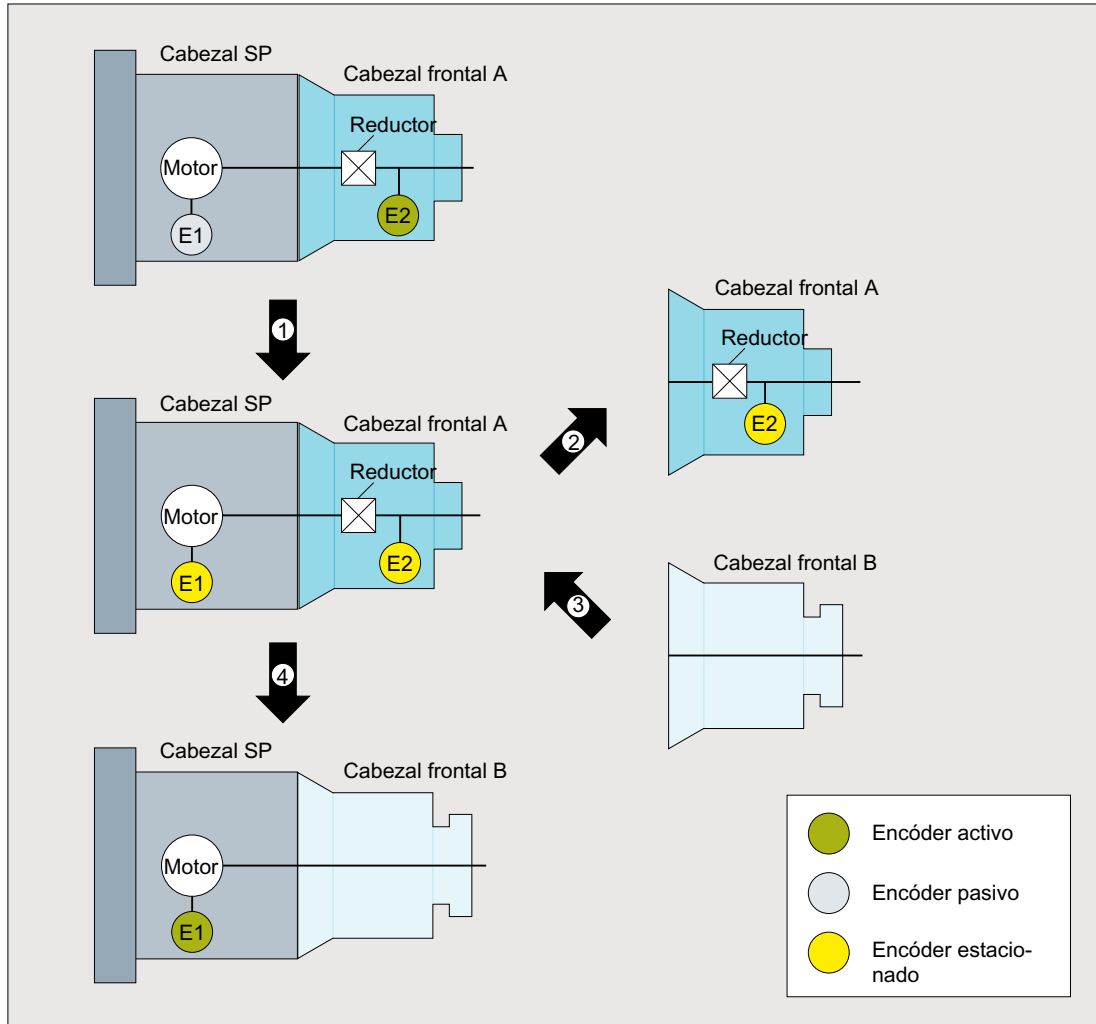 Cabezal SP
Cabezal frontal A
Reductor
Motor
E1
E2
1
Cabezal frontal A
Reductor
E2
Cabezal SP
Cabezal frontal A
Reductor
Motor
E1
E2
2
Cabezal frontal B
3
4
Cabezal SP
Cabezal frontal B
Motor
E1
Encóder activo
Encóder pasivo
Encóder estacio-
nado